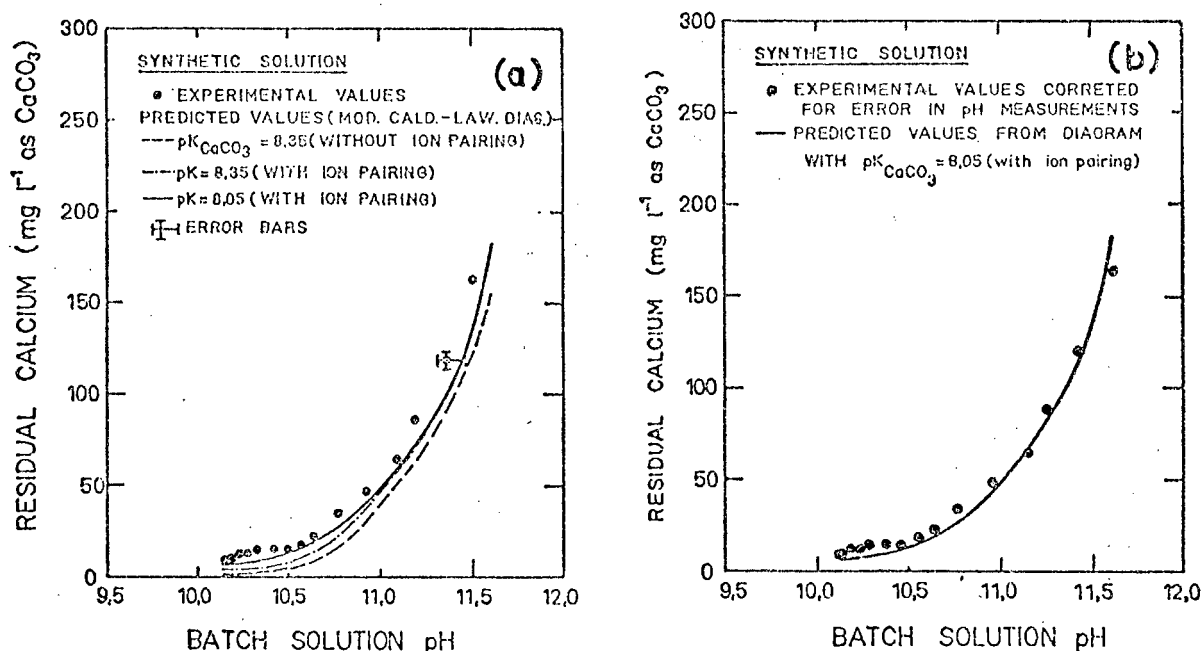 300
250
200
150
100
50
0
RESIDUAL CALCIUM (mg l⁻¹ as CaCO₃)
(a)
SYNTHETIC SOLUTION
EXPERIMENTAL VALUES
PREDICTED VALUES (MOD. CALD.-LAW. DIAG.)
pK CaCO₃ = 8,35 (WITHOUT ION PAIRING)
pK = 8,35 (WITH ION PAIRING)
pK = 8,05 (WITH ION PAIRING)
ERROR BARS
9,5 10,0 10,5 11,0 11,5 12,0
BATCH SOLUTION pH
300
250
200
150
100
50
0
RESIDUAL CALCIUM (mg l⁻¹ as CaCO₃)
(b)
SYNTHETIC SOLUTION
EXPERIMENTAL VALUES CORRETED
FOR ERROR IN pH MEASUREMENTS
PREDICTED VALUES FROM DIAGRAM
WITH pK CaCO₃ = 8,05 (with ion pairing)
9,5 10,0 10,5 11,0 11,5 12,0
BATCH SOLUTION pH